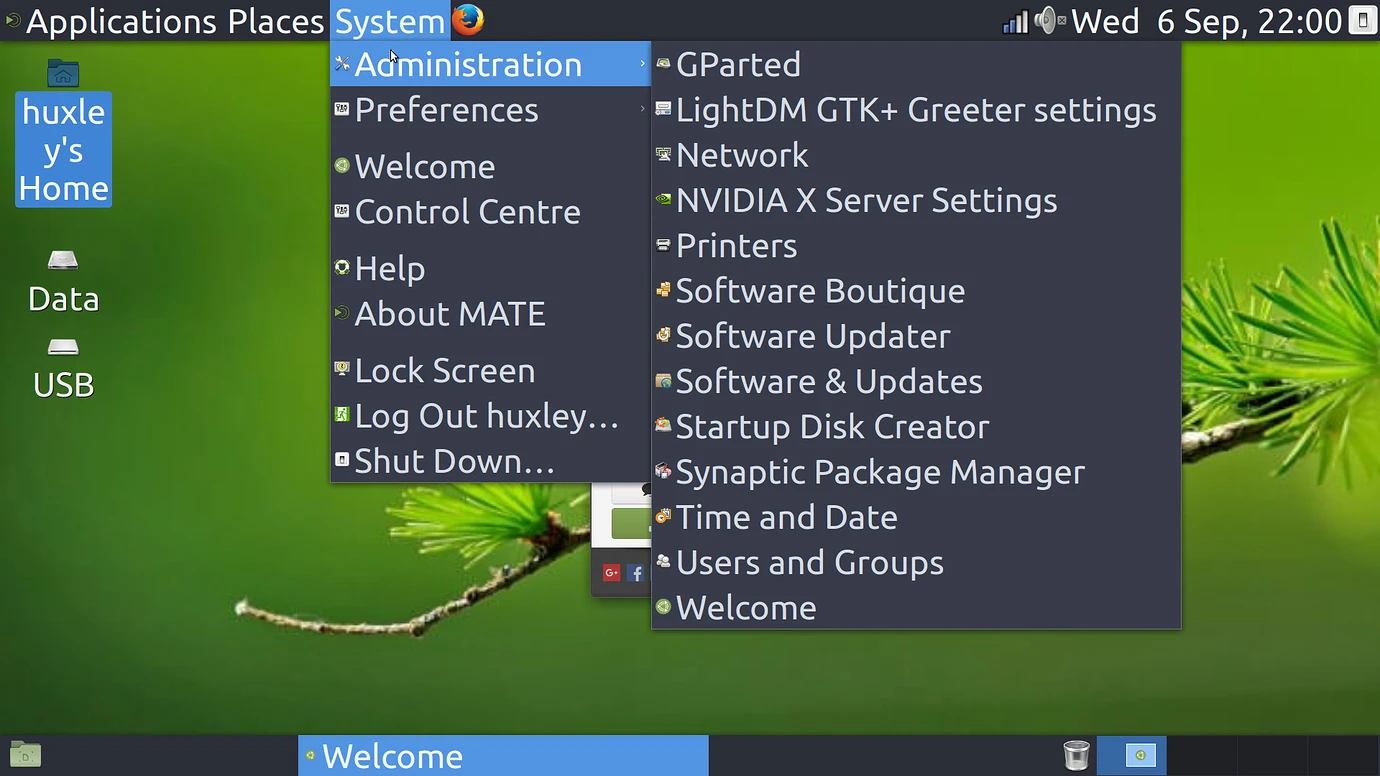 Applications Places System
Wed 6 Sep, 22:00
huxle
y's
Home
Data
USB
Administration
Preferences
Welcome
Control Centre
Help
About MATE
Lock Screen
Log Out huxley...
Shut Down...
GParted
LightDM GTK+ Greeter settings
Network
NVIDIA X Server Settings
Printers
Software Boutique
Software Updater
Software & Updates
Startup Disk Creator
Synaptic Package Manager
Time and Date
Users and Groups
Welcome
G+ f
Welcome